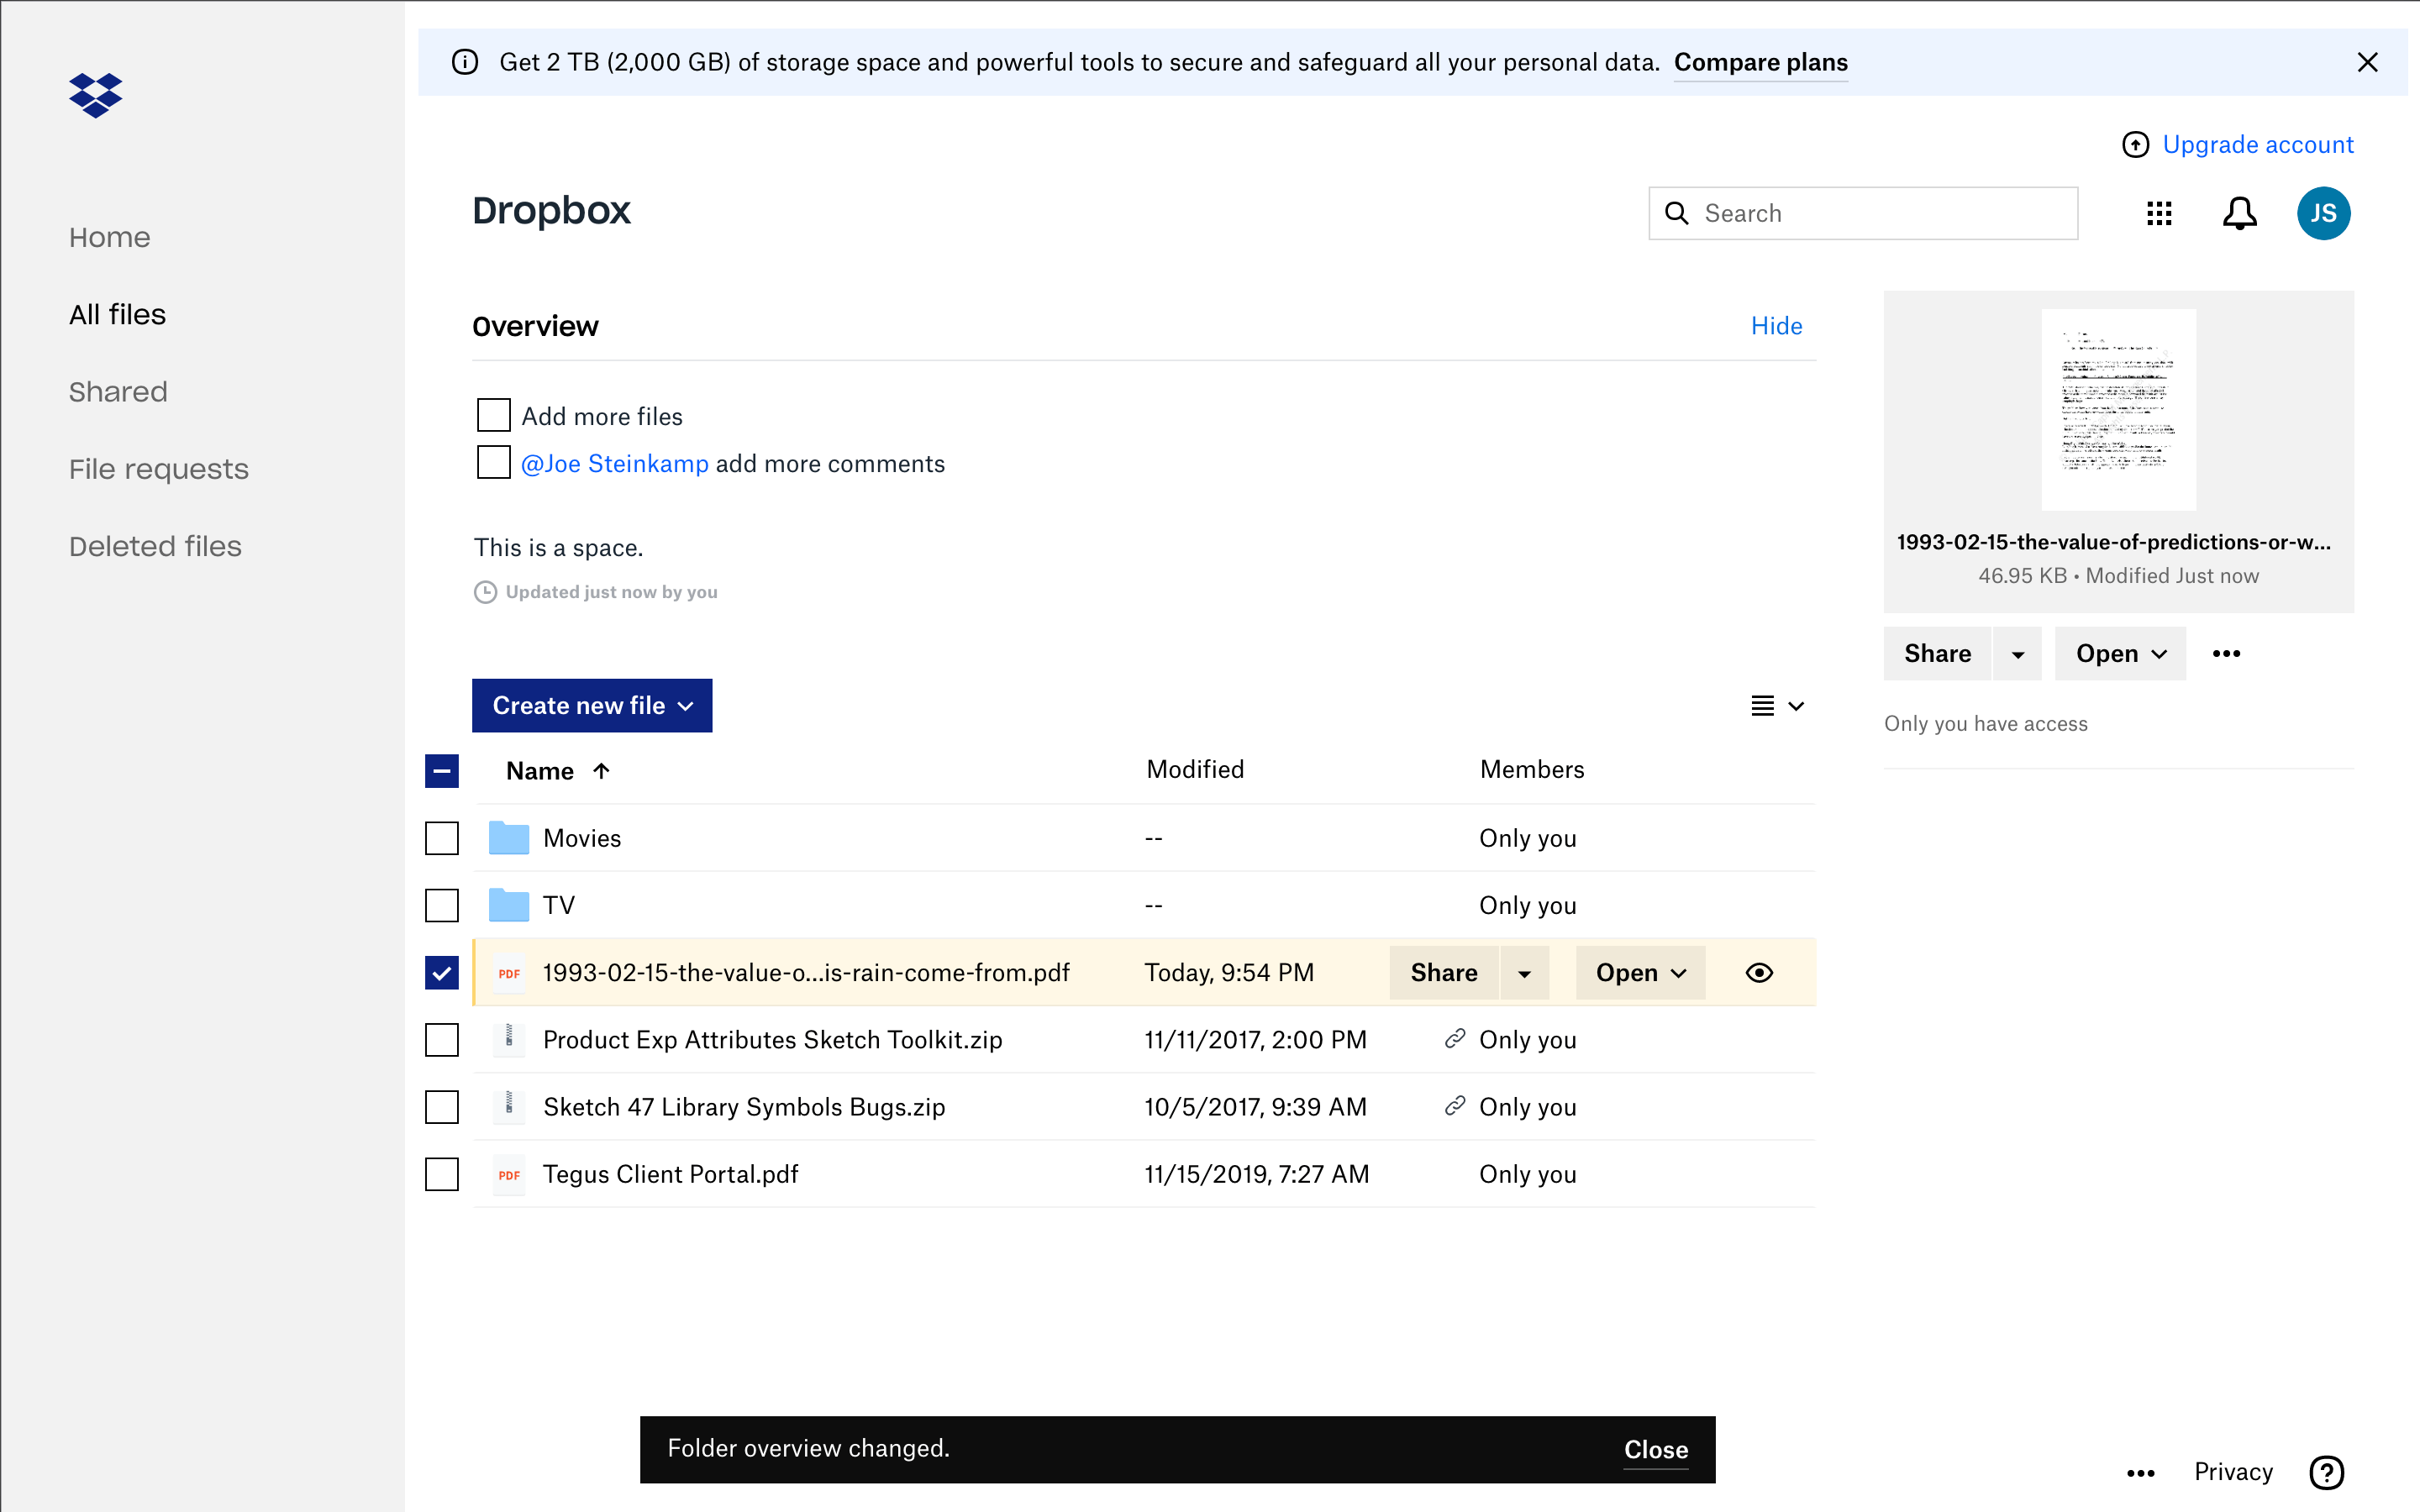 Get 2 TB (2,000 GB) of storage space and powerful tools to secure and safeguard all your personal data. Compare plans
Upgrade account
Dropbox
Search
JS
Home
All files
Shared
File requests
Deleted files
Overview
Hide
Add more files
@Joe Steinkamp add more comments
This is a space.
Updated just now by you
1993-02-15-the-value-of-predictions-or-w...
46.95 KB • Modified Just now
Share
Open
Only you have access
Create new file
Name Modified Members
Movies -- Only you
TV -- Only you
PDF 1993-02-15-the-value-o...is-rain-come-from.pdf Today, 9:54 PM Share Open
Product Exp Attributes Sketch Toolkit.zip 11/11/2017, 2:00 PM Only you
Sketch 47 Library Symbols Bugs.zip 10/5/2017, 9:39 AM Only you
PDF Tegus Client Portal.pdf 11/15/2019, 7:27 AM Only you
Folder overview changed. Close
Privacy